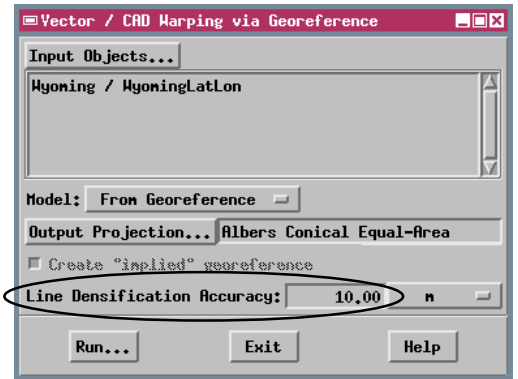 Vector / CAD Warping via Georeference
Input Objects...
Wyoming / WyomingLatLon
Model: From Georeference
Output Projection... Albers Conical Equal-Area
Create "implied" georeference
Line Densification Accuracy: 10.00 m
Run... Exit Help